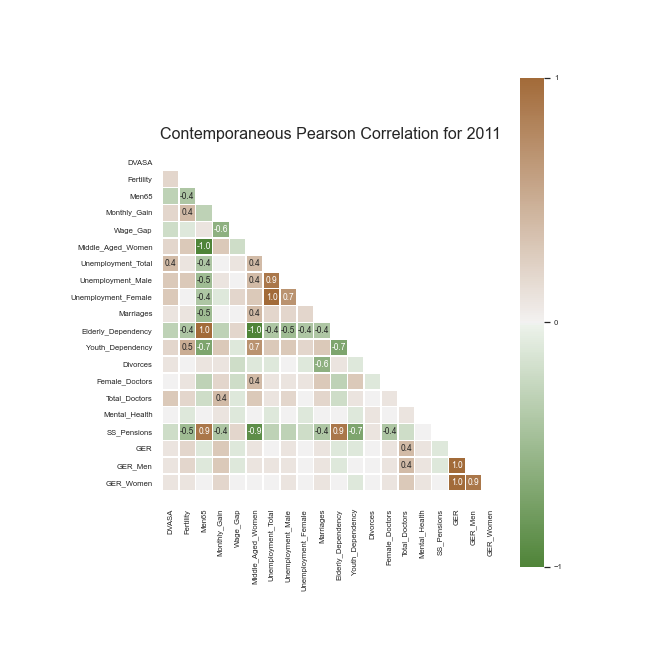 1
Contemporaneous Pearson Correlation for 2011
DVASA
Fertility
Men65 -0.4
Monthly_Gain 0.4
Wage_Gap -0.6
Middle_Aged_Women -1.0
Unemployment_Total 0.4 -0.4 0.4
Unemployment_Male -0.5 0.4 0.9
Unemployment_Female -0.4 0.4 1.0 0.7
Marriages -0.5 0.4
0
Elderly_Dependency -0.4 1.0 -1.0 -0.4 -0.5 -0.4 -0.4
Youth_Dependency 0.5 -0.7 0.7 -0.7
Divorces -0.6
Female_Doctors 0.4
Total_Doctors 0.4
Mental_Health
SS_Pensions -0.5 0.9 -0.4 -0.9 -0.4 0.9 -0.7 -0.4
GER 0.4
GER_Men 0.4 1.0
GER_Women 1.0 0.9
DVASA
Fertility
Men65
Monthly_Gain
Wage_Gap
Middle_Aged_Women
Unemployment_Total
Unemployment_Male
Unemployment_Female
Marriages
Elderly_Dependency
Youth_Dependency
Divorces
Female_Doctors
Total_Doctors
Mental_Health
SS_Pensions
GER
GER_Men
GER_Women
−1